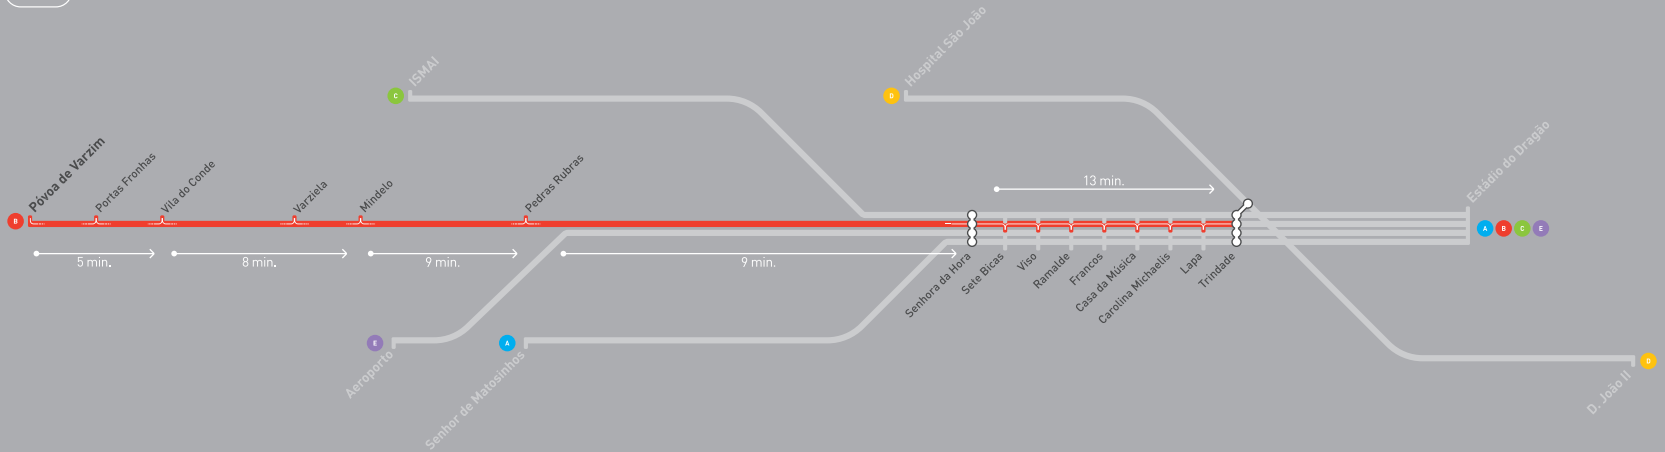 Hospital São João
D
ISMAI
C
Estádio do Dragão
Póvoa de Varzim
Portas Fronhas
Vila do Conde
Varziela
Mindelo
Pedras Rubras
13 min.
B
A B C E
5 min.
8 min.
9 min.
9 min.
Senhora da Hora
Sete Bicas
Viso
Ramalde
Francos
Casa da Música
Carolina Michaelis
Lapa
Trindade
E
Aeroporto
A
Senhor de Matosinhos
D
D. João II